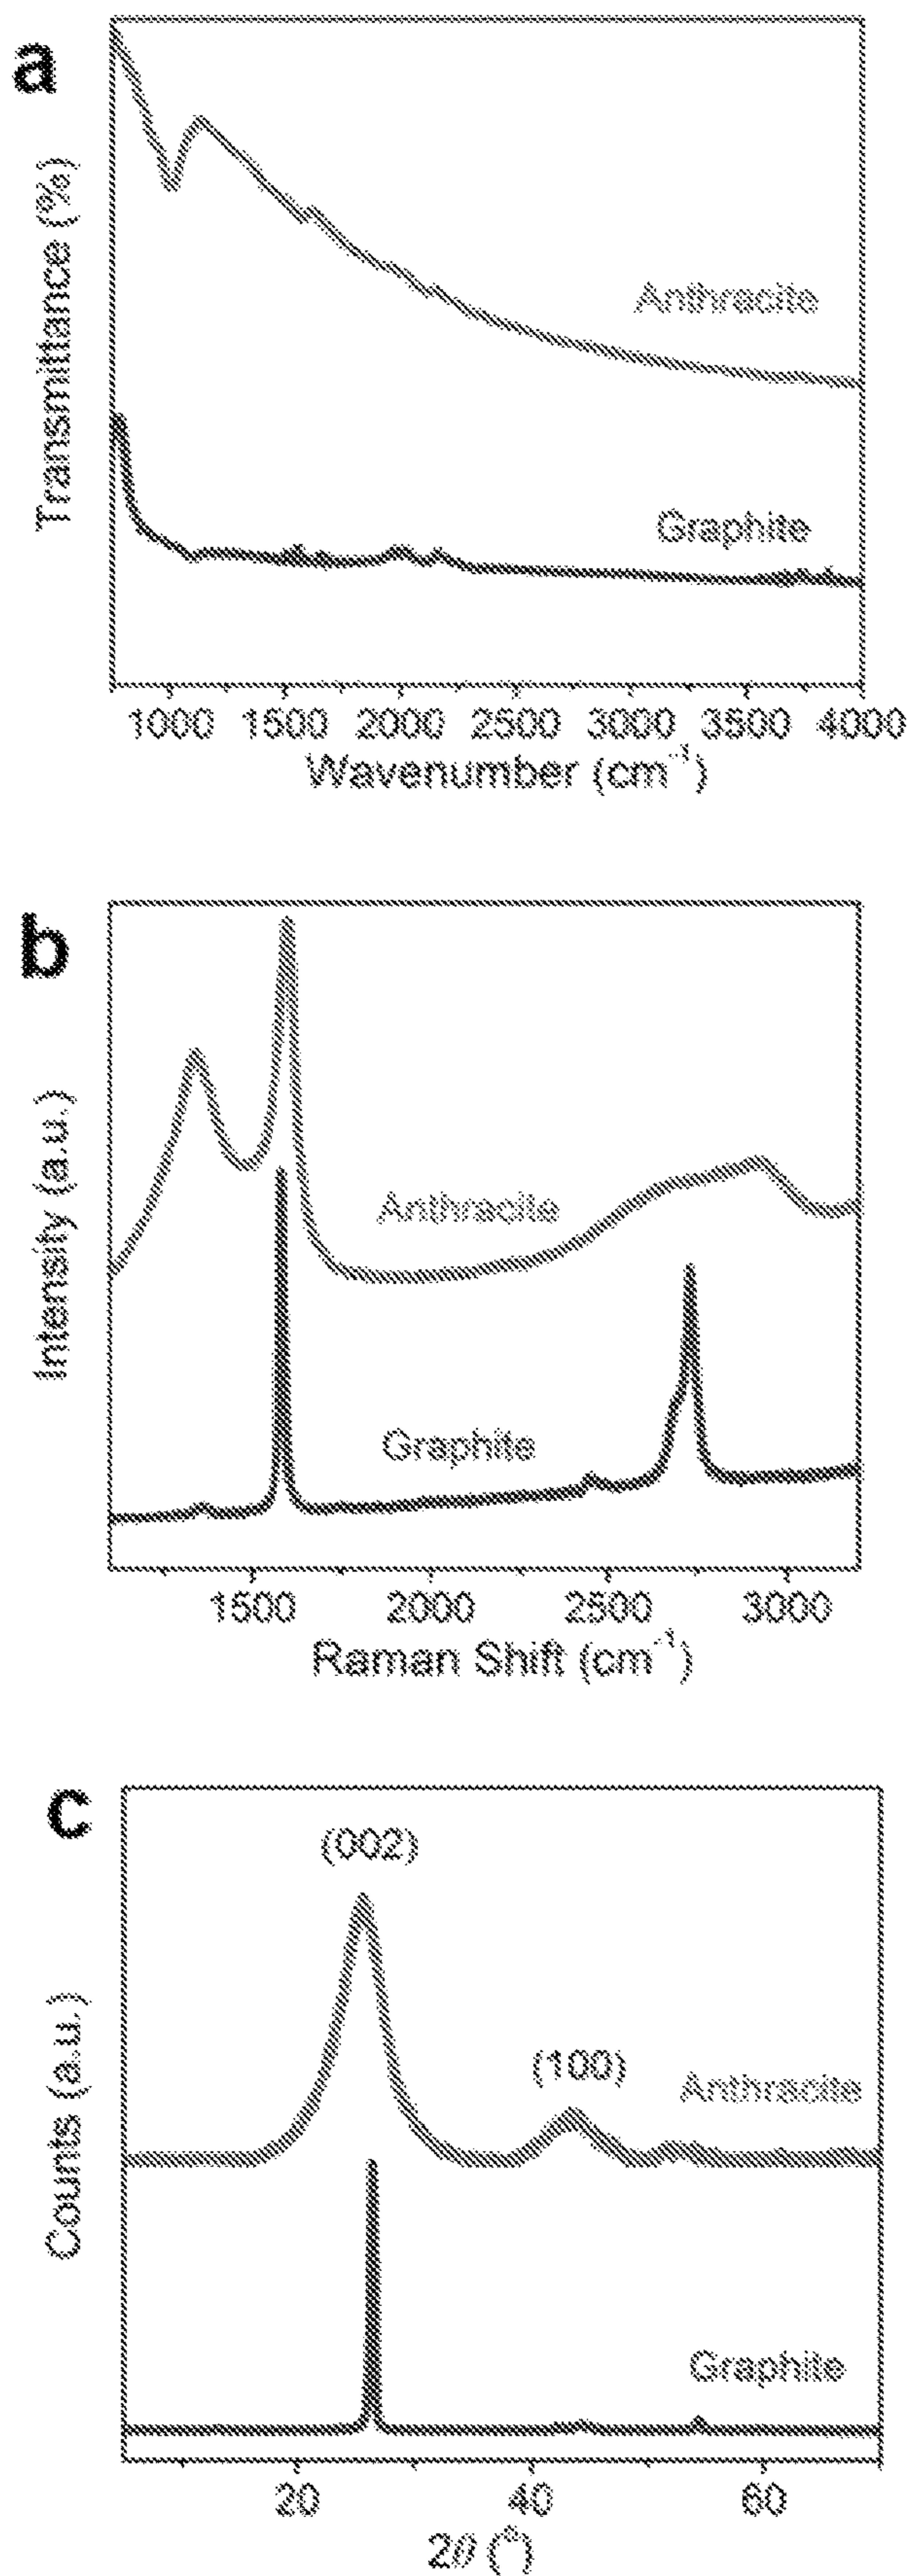 a
Transmittance (%)
Anthracite
Graphite
1000 1500 2000 2500 3000 3500 4000
Wavenumber (cm⁻¹)
b
Intensity (a.u.)
Anthracite
Graphite
1500 2000 2500 3000
Raman Shift (cm⁻¹)
c
Counts (a.u.)
(002)
(100)
Anthracite
Graphite
20 40 60
2θ (°)